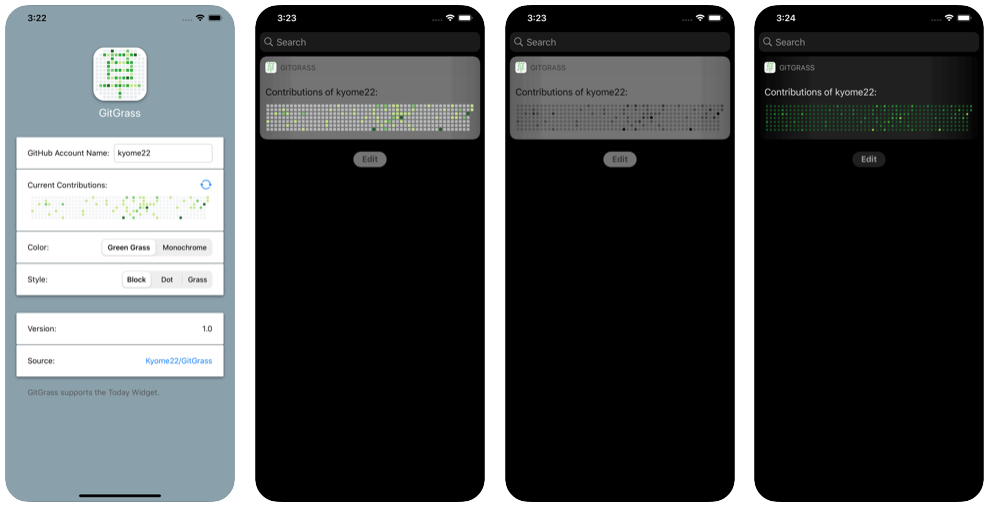 3:22
GitGrass
GitHub Account Name: kyome22
Current Contributions:
Color: Green Grass Monochrome
Style: Block Dot Grass
Version: 1.0
Source: Kyome22/GitGrass
GitGrass supports the Today Widget.
3:23
Search
GITGRASS
Contributions of kyome22:
Edit
3:23
Search
GITGRASS
Contributions of kyome22:
Edit
3:24
Search
GITGRASS
Contributions of kyome22:
Edit